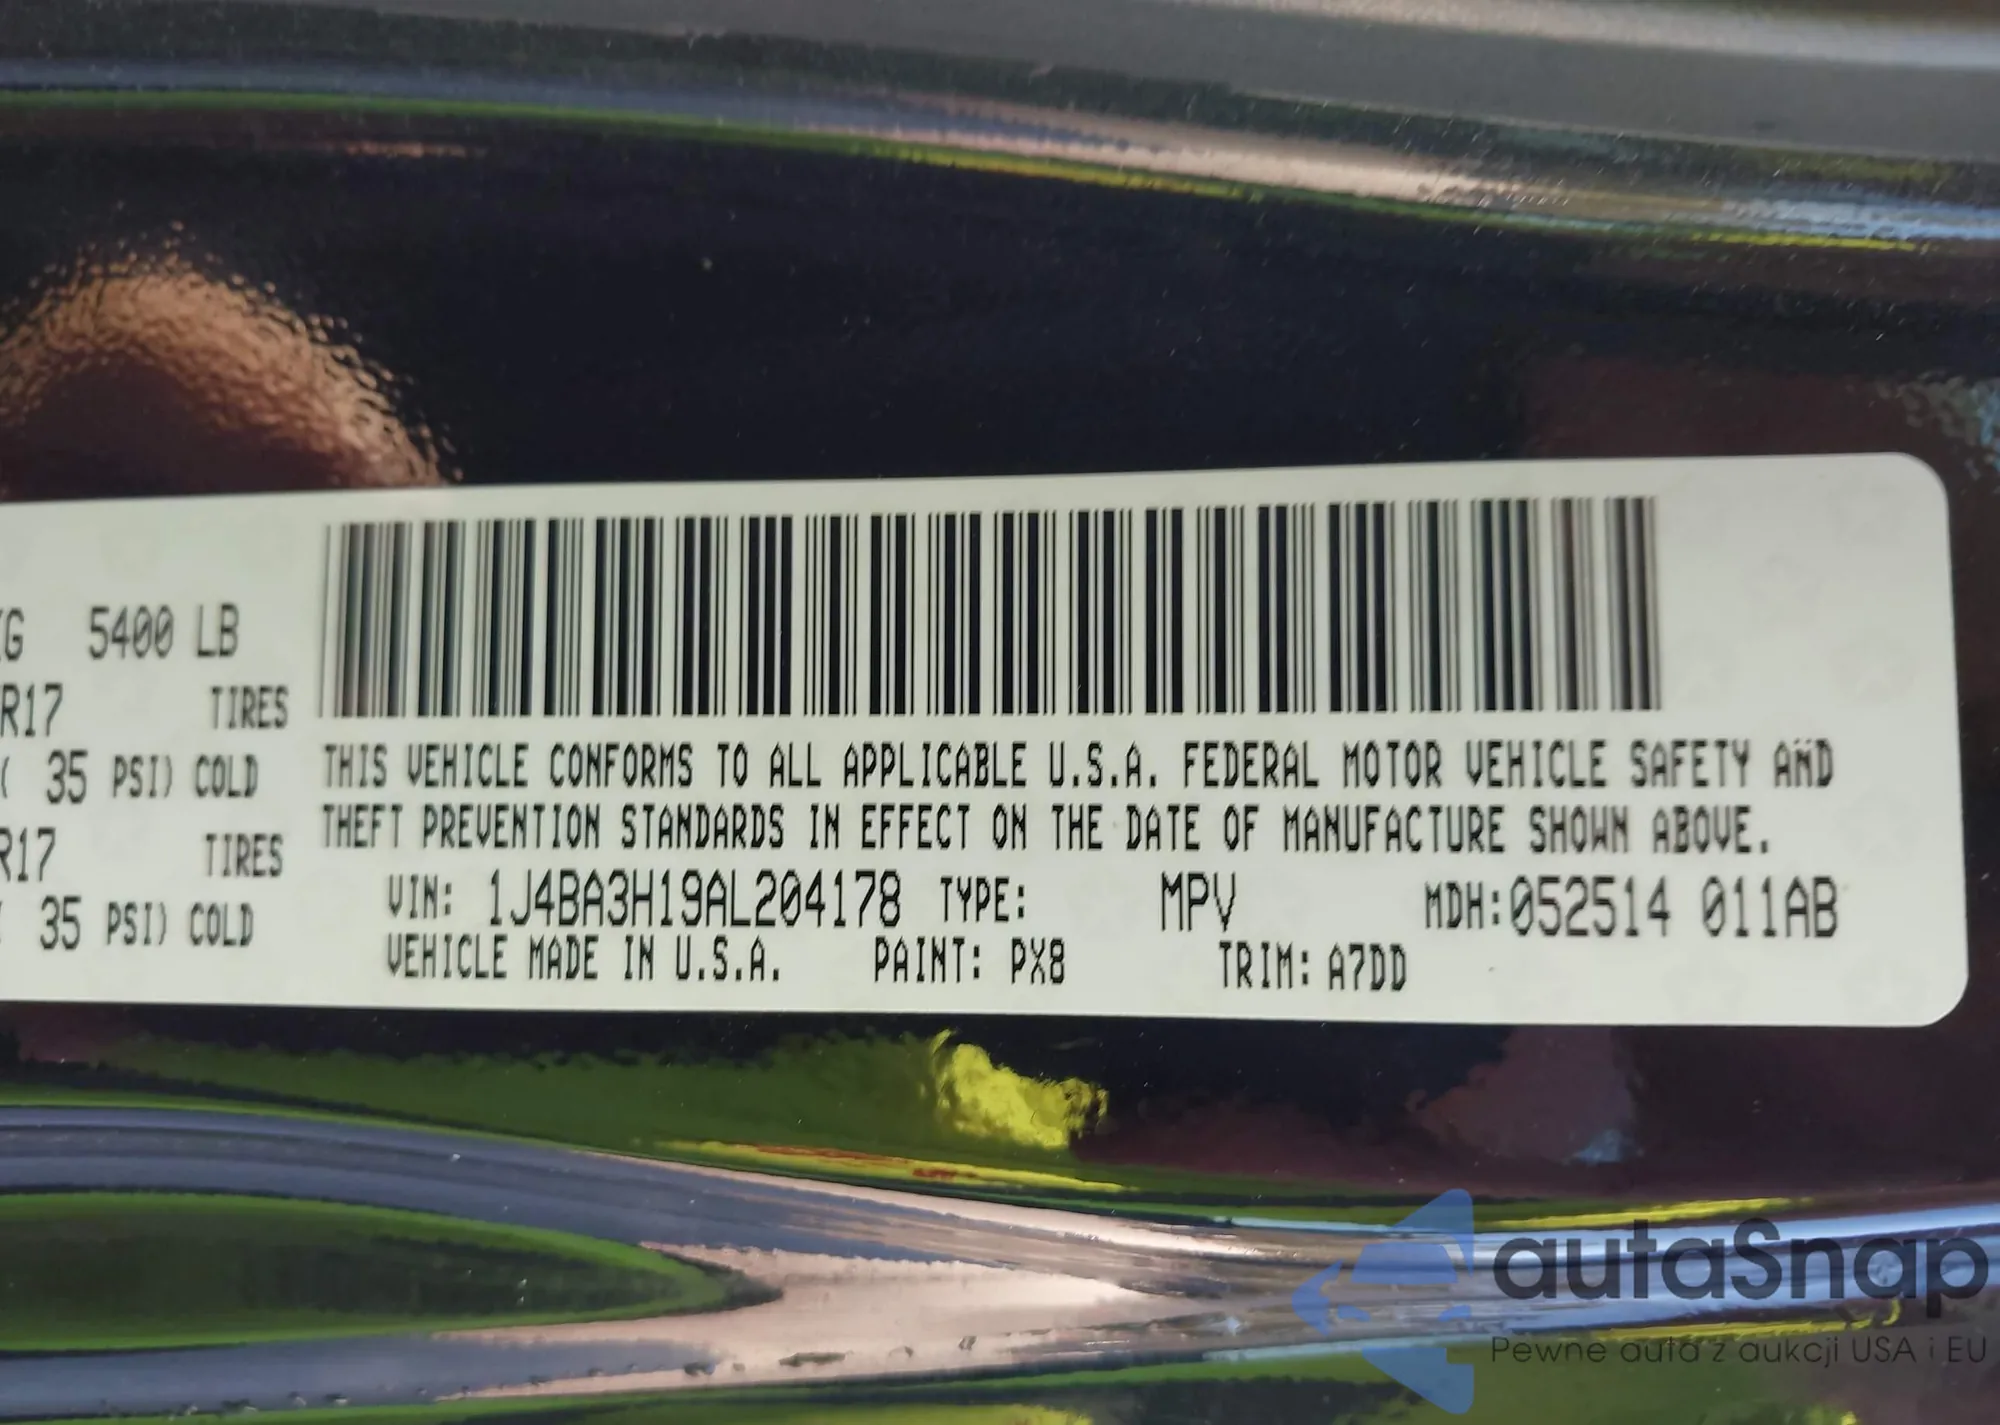 5400 LB
R17 TIRES
( 35 PSI) COLD
R17 TIRES
35 PSI) COLD
THIS VEHICLE CONFORMS TO ALL APPLICABLE U.S.A. FEDERAL MOTOR VEHICLE SAFETY AND
THEFT PREVENTION STANDARDS IN EFFECT ON THE DATE OF MANUFACTURE SHOWN ABOVE.
VIN: 1J4BA3H19AL204178 TYPE: MPV MDH:052514 011AB
VEHICLE MADE IN U.S.A. PAINT: PX8 TRIM: A7DD
autaSnap
Pewne auta z aukcji USA i EU